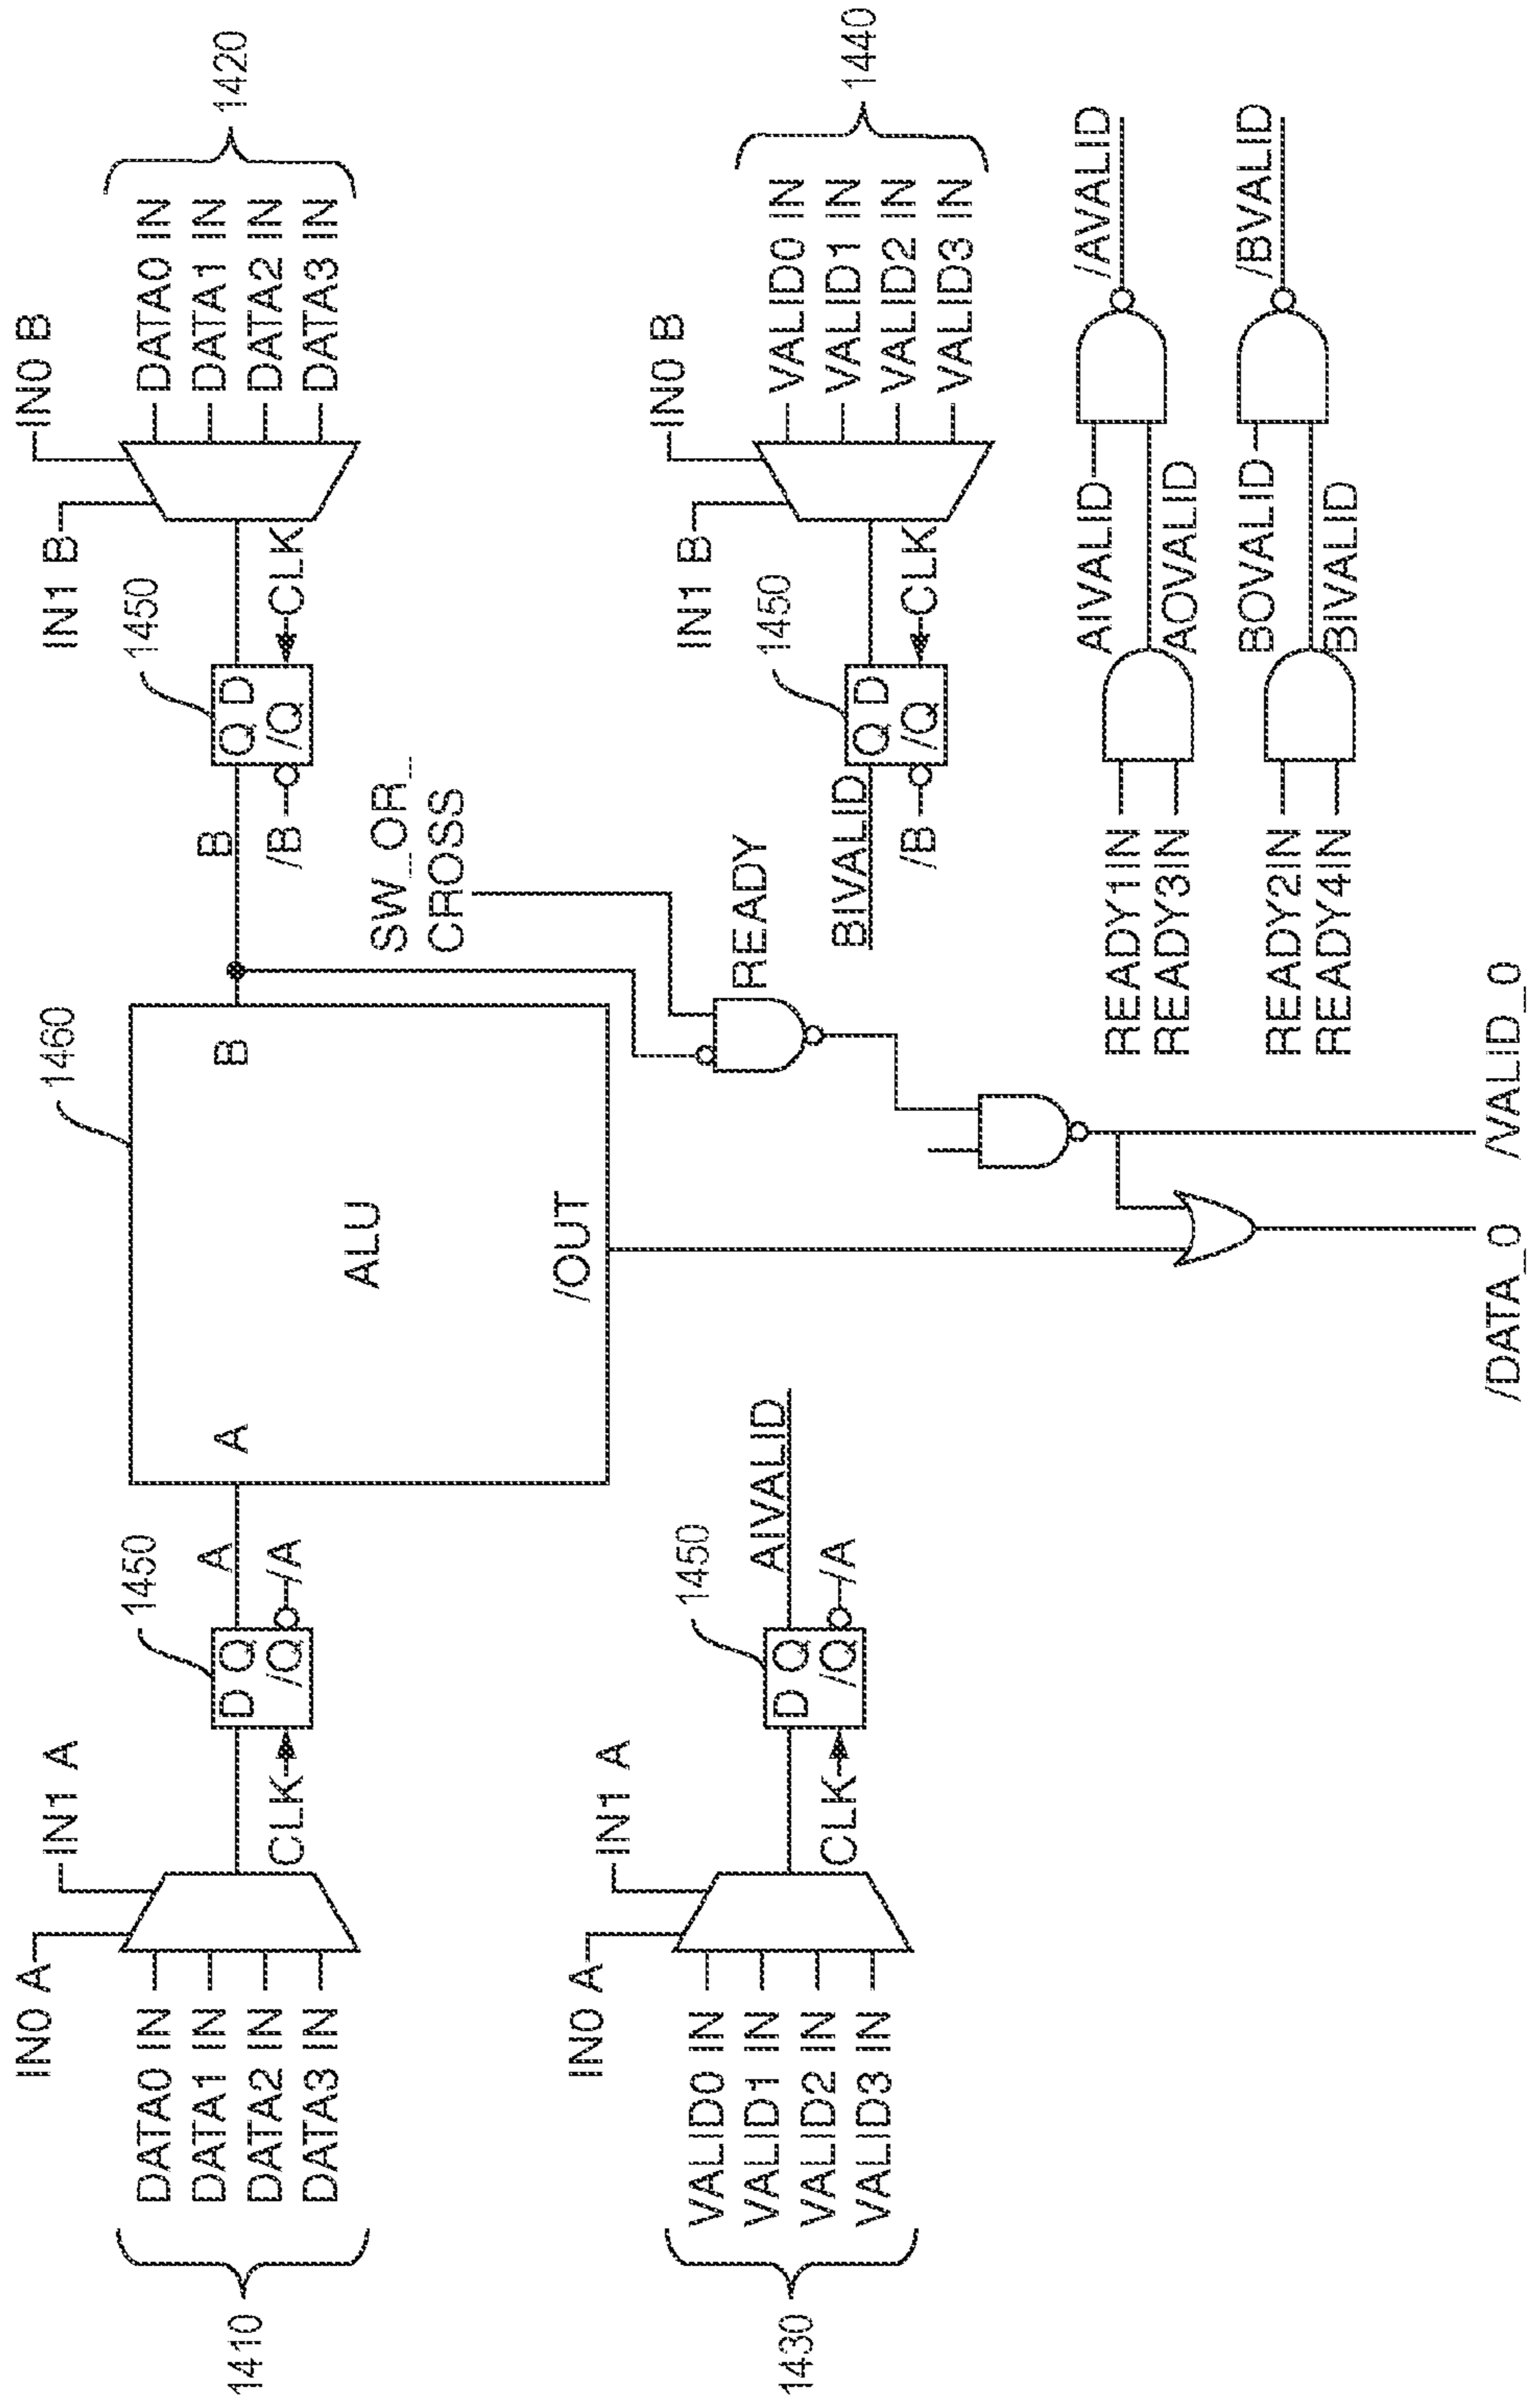 IN0 A
IN1 A
DATA0 IN
DATA1 IN
DATA2 IN
DATA3 IN
1410
CLK
D Q
/Q
1450
A
/A
1460
A
B
ALU
/OUT
B
/B
1450
Q D
/Q
CLK
IN1 B
IN0 B
DATA0 IN
DATA1 IN
DATA2 IN
DATA3 IN
1420
SW_OR_
CROSS
READY
IN0 A
IN1 A
VALID0 IN
VALID1 IN
VALID2 IN
VALID3 IN
1430
CLK
D Q
/Q
1450
AIVALID
/A
BIVALID
/B
1450
Q D
/Q
CLK
IN1 B
IN0 B
VALID0 IN
VALID1 IN
VALID2 IN
VALID3 IN
1440
READY1IN
READY3IN
AIVALID
AOVALID
/AVALID
READY2IN
READY4IN
BOVALID
BIVALID
/BVALID
/DATA_0
/VALID_0